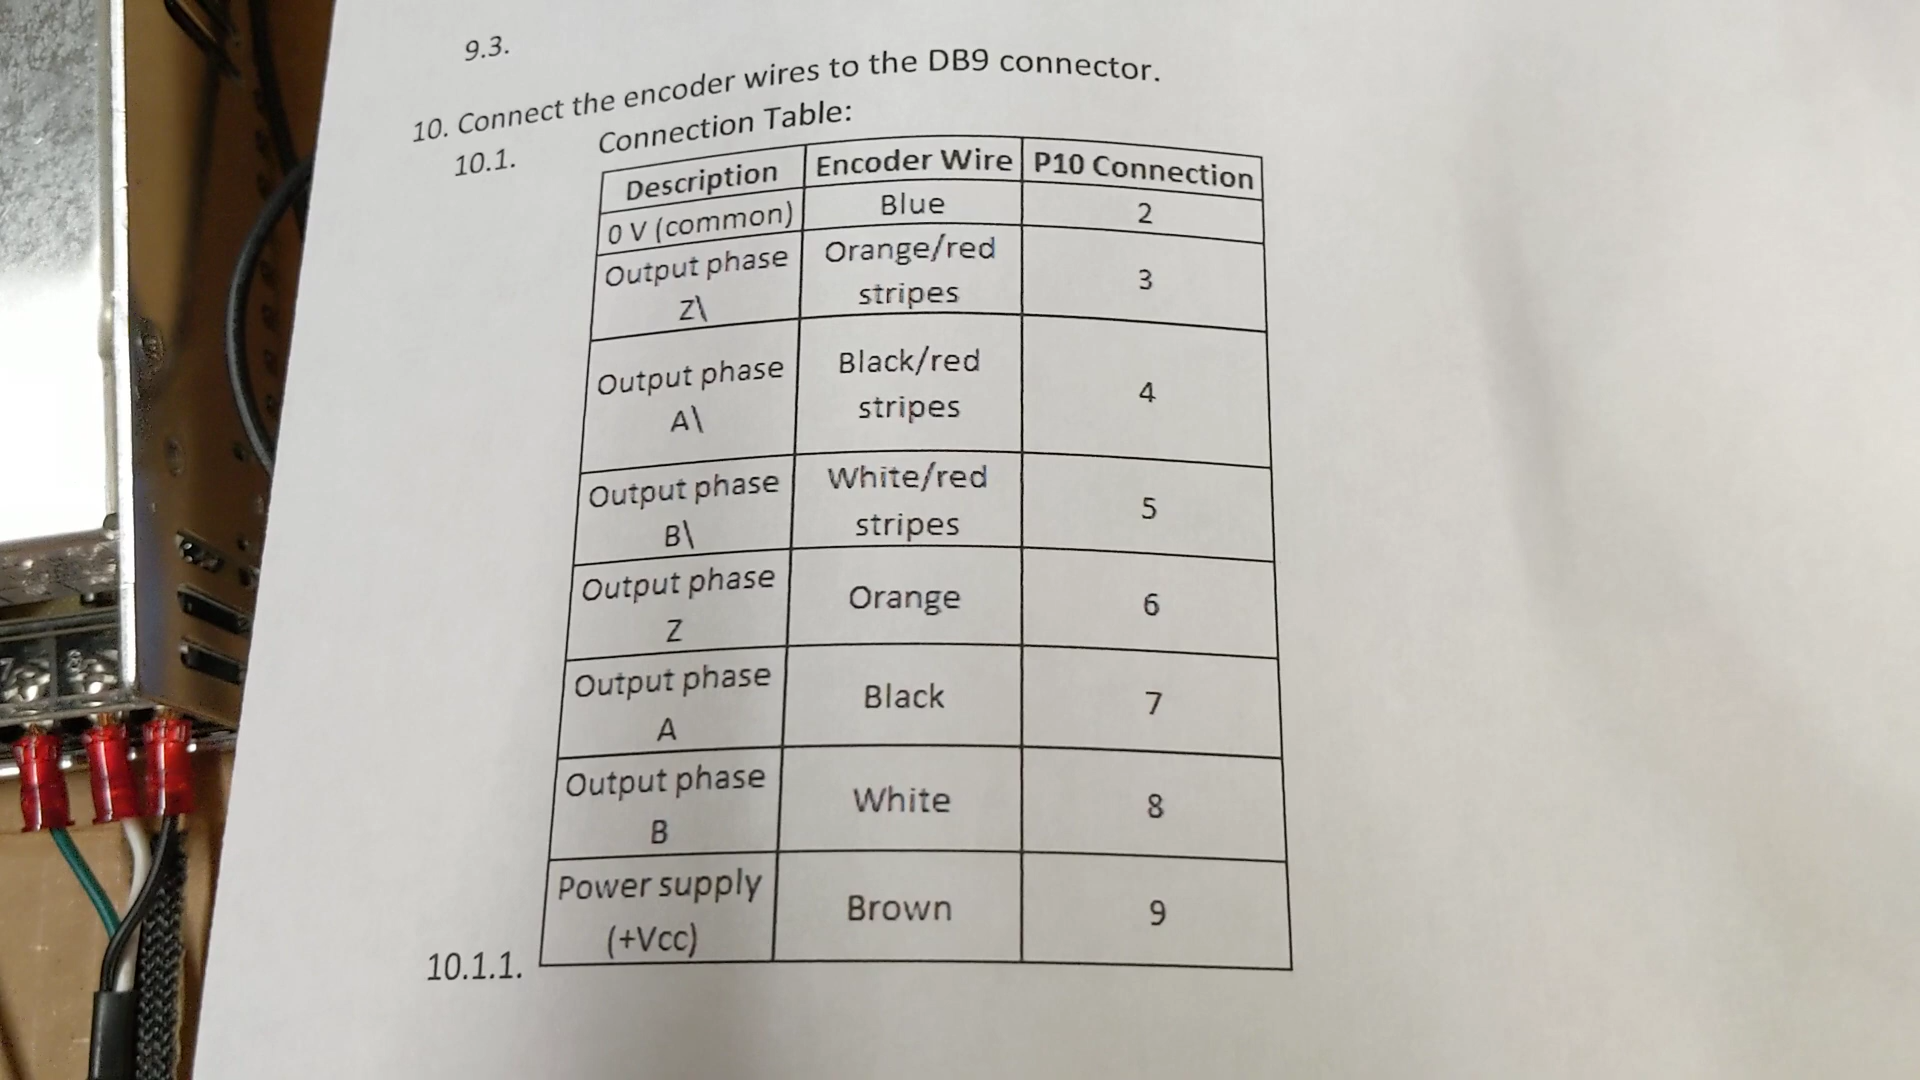 9.3.
10. Connect the encoder wires to the DB9 connector.
10.1. Connection Table:
Description Encoder Wire P10 Connection
0 V (common) Blue 2
Output phase Z\ Orange/red stripes 3
Output phase A\ Black/red stripes 4
Output phase B\ White/red stripes 5
Output phase Z Orange 6
Output phase A Black 7
Output phase B White 8
Power supply (+Vcc) Brown 9
10.1.1.
7 8